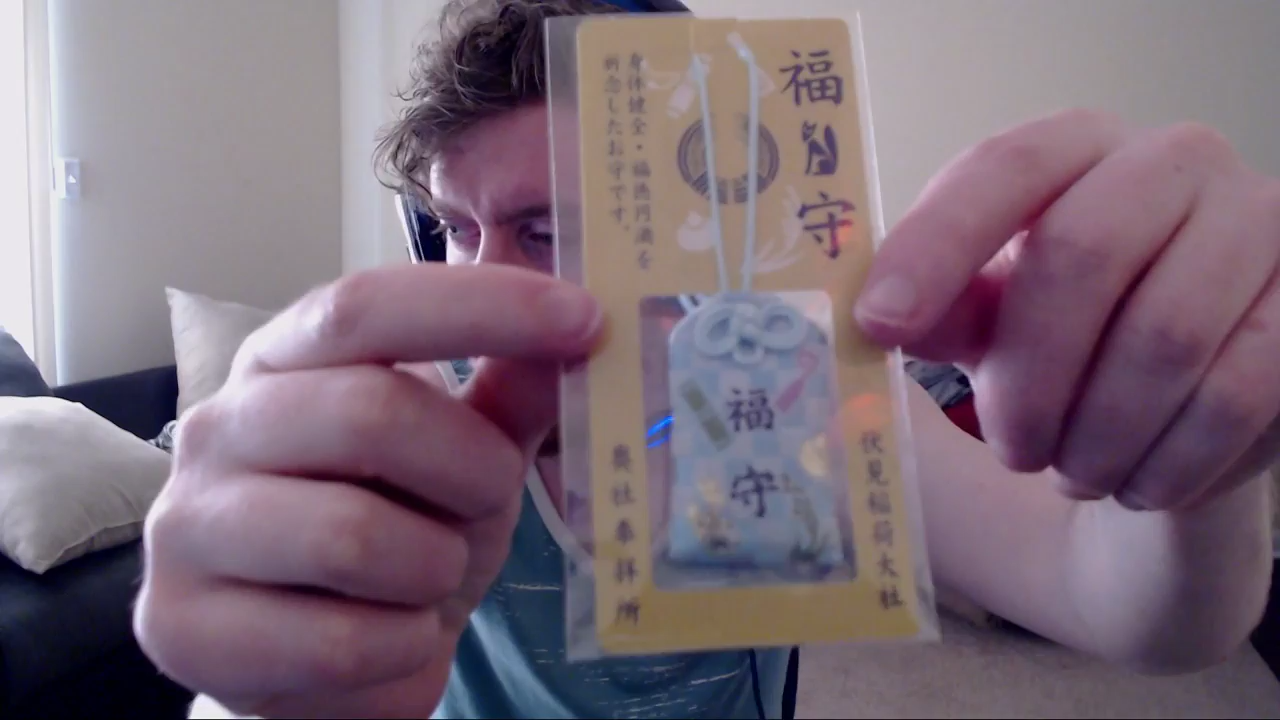 福守
身体健全・福徳円満を
祈念したお守です。
福
守
伏見稲荷大社
奥社奉拝所